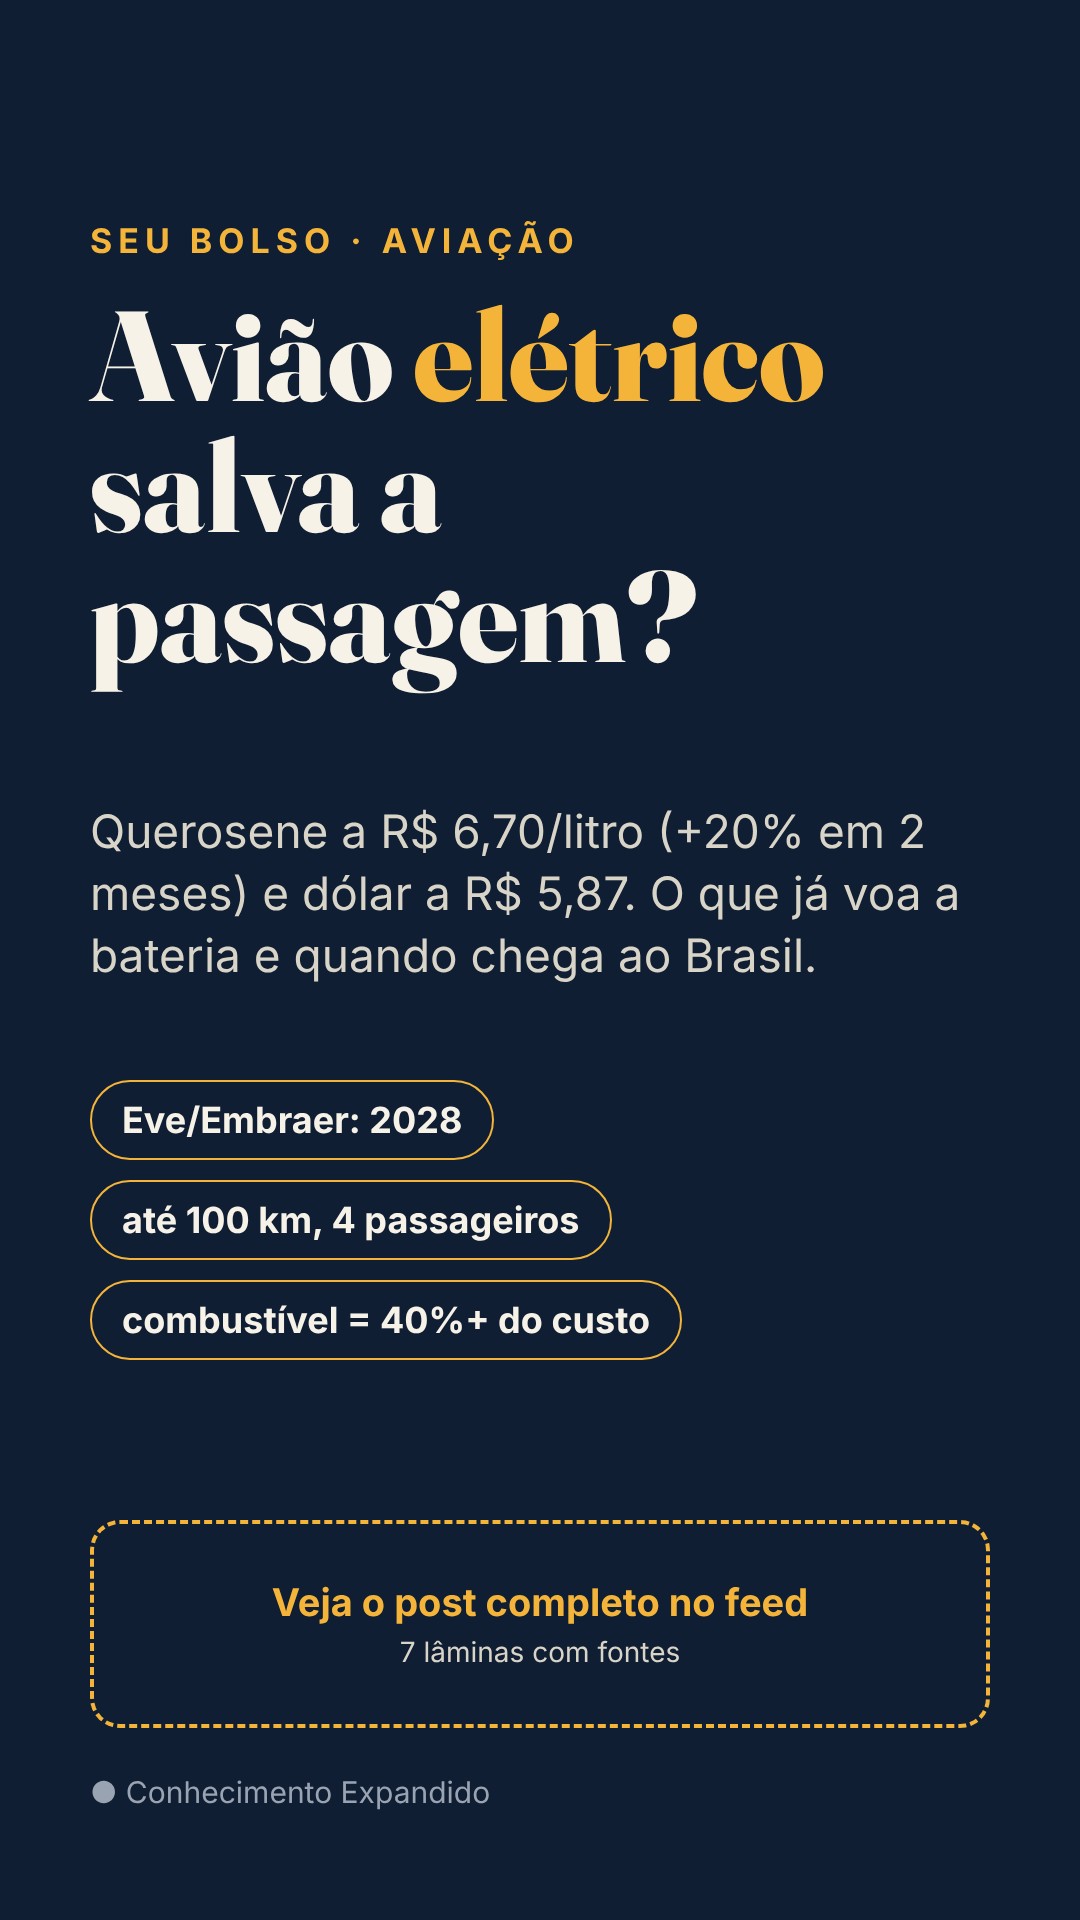 SEU BOLSO · AVIAÇÃO
Avião elétrico
salva a
passagem?
Querosene a R$ 6,70/litro (+20% em 2
meses) e dólar a R$ 5,87. O que já voa a
bateria e quando chega ao Brasil.
Eve/Embraer: 2028
até 100 km, 4 passageiros
combustível = 40%+ do custo
Veja o post completo no feed
7 lâminas com fontes
Conhecimento Expandido